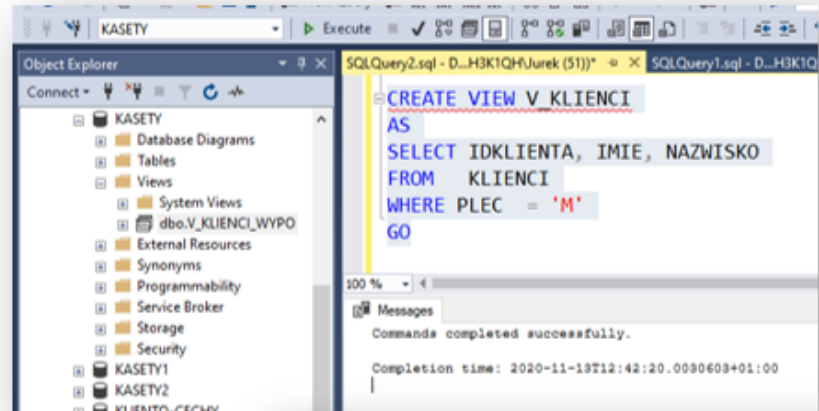 KASETY
Execute
Object Explorer
Connect
KASETY
Database Diagrams
Tables
Views
System Views
dbo.V_KLIENCI_WYPO
External Resources
Synonyms
Programmability
Service Broker
Storage
Security
KASETY1
KASETY2
SQLQuery2.sql - D...H3K1QH\Jurek (51))*
SQLQuery1.sql - D...H3K1Q
CREATE VIEW V_KLIENCI
AS
SELECT IDKLIENTA, IMIE, NAZWISKO
FROM KLIENCI
WHERE PLEC = 'M'
GO
100 %
Messages
Commands completed successfully.
Completion time: 2020-11-13T12:42:20.0030603+01:00